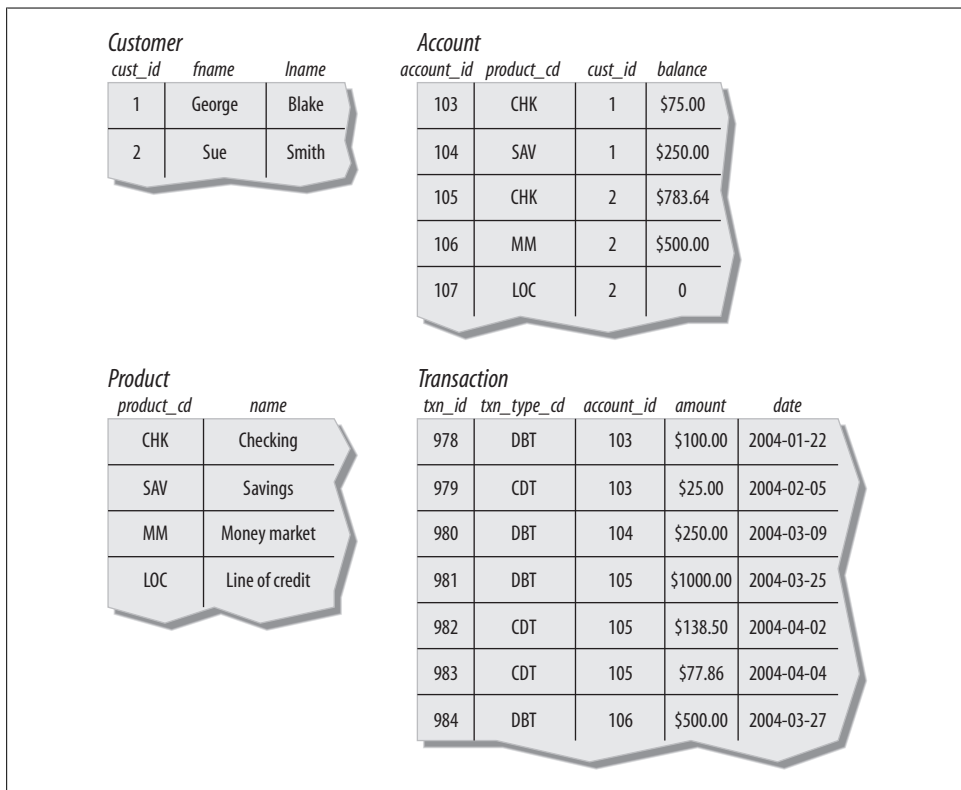 Customer
cust_id fname lname
1 George Blake
2 Sue Smith
Account
account_id product_cd cust_id balance
103 CHK 1 $75.00
104 SAV 1 $250.00
105 CHK 2 $783.64
106 MM 2 $500.00
107 LOC 2 0
Product
product_cd name
CHK Checking
SAV Savings
MM Money market
LOC Line of credit
Transaction
txn_id txn_type_cd account_id amount date
978 DBT 103 $100.00 2004-01-22
979 CDT 103 $25.00 2004-02-05
980 DBT 104 $250.00 2004-03-09
981 DBT 105 $1000.00 2004-03-25
982 CDT 105 $138.50 2004-04-02
983 CDT 105 $77.86 2004-04-04
984 DBT 106 $500.00 2004-03-27